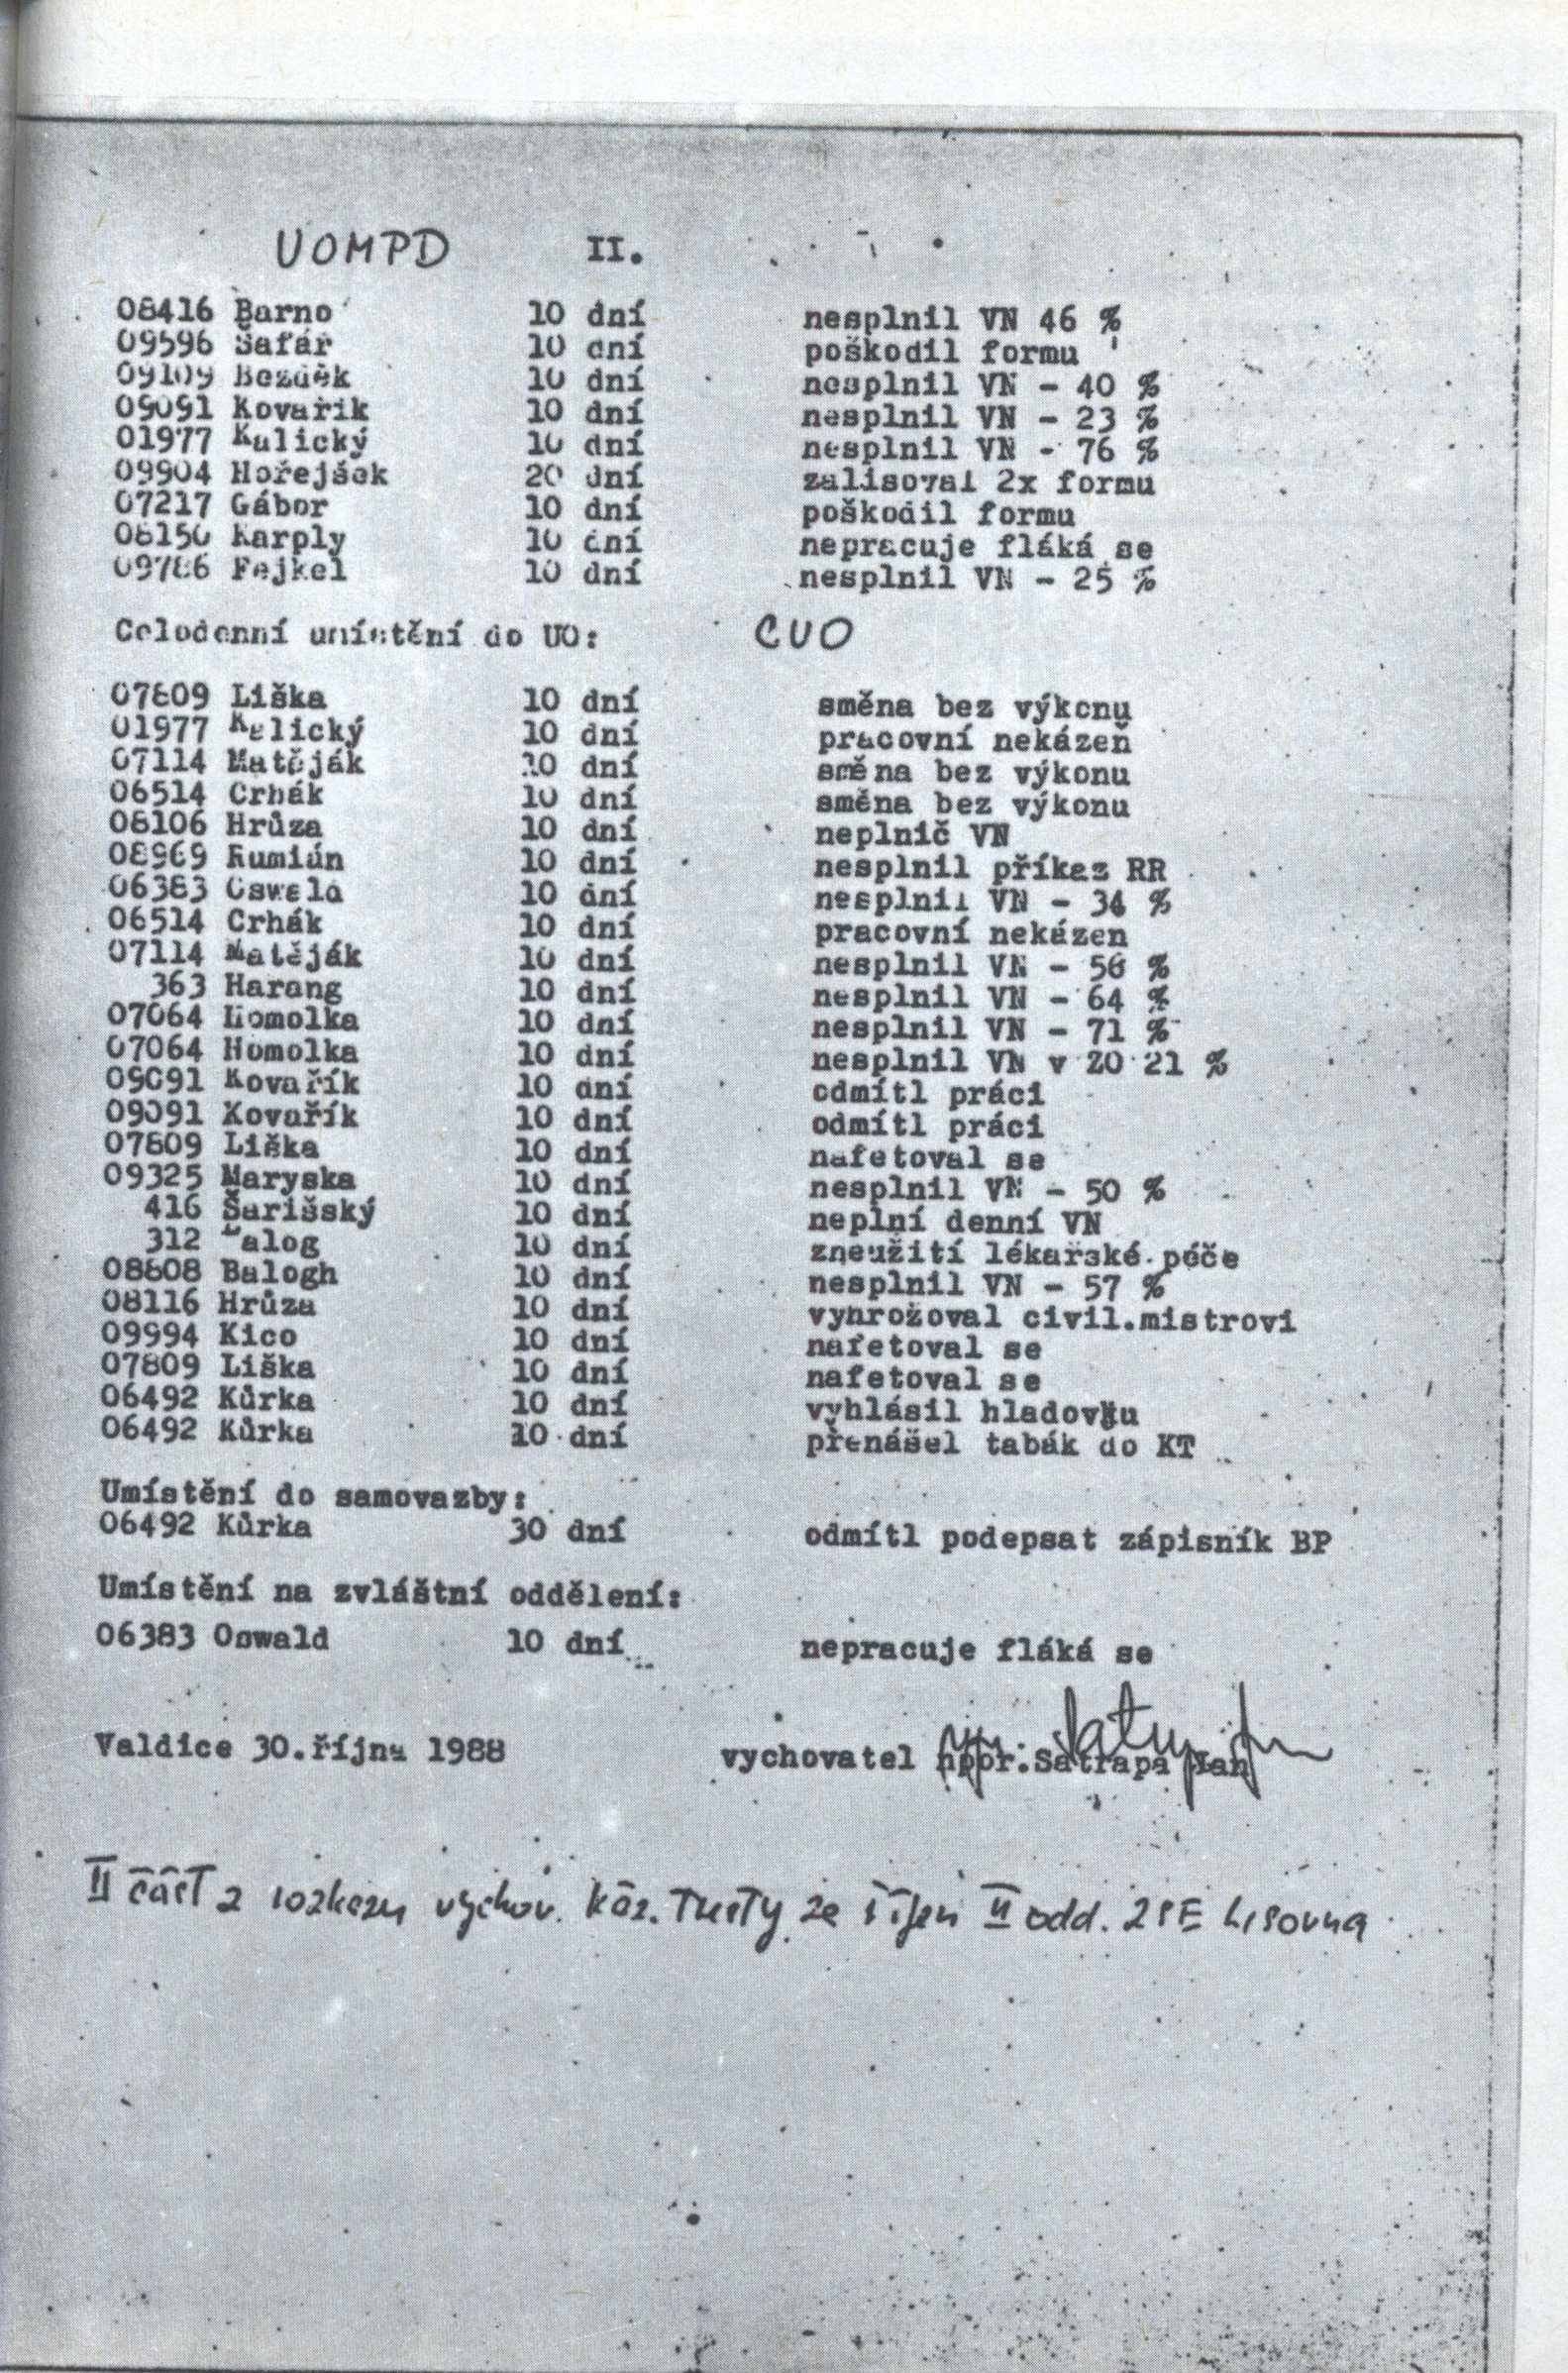 UOMPD II.
08416 Barno 10 dní nesplnil VN 46 %
09596 Šafář 10 dní poškodil formu
09109 Bezděk 10 dní nesplnil VN - 40 %
09091 Kovařík 10 dní nesplnil VN - 23 %
01977 Kalický 10 dní nesplnil VN - 76 %
09904 Hořejšek 20 dní zalisoval 2x formu
07217 Gábor 10 dní poškodil formu
08150 Karply 10 dní nepracuje fláká se
09786 Fejkel 10 dní nesplnil VN - 25 %
Celodenní umístění do UO: CUO
07809 Liška 10 dní směna bez výkonu
01977 Kalický 10 dní pracovní nekázeň
07114 Matěják 10 dní směna bez výkonu
06514 Crhák 10 dní směna bez výkonu
08106 Hrůza 10 dní neplnič VN
08969 Rumián 10 dní nesplnil příkaz RR
06383 Oswald 10 dní nesplnil VN - 34 %
06514 Crhák 10 dní pracovní nekázen
07114 Matěják 10 dní nesplnil VN - 56 %
363 Harang 10 dní nesplnil VN - 64 %
07064 Homolka 10 dní nesplnil VN - 71 %
07064 Homolka 10 dní nesplnil VN v ZO 21 %
09091 Kovařík 10 dní odmítl práci
09091 Kovařík 10 dní odmítl práci
07809 Liška 10 dní nafetoval se
09325 Maryska 10 dní nesplnil VN - 50 %
416 Šarišský 10 dní neplní denní VN
312 Balog 10 dní zneužití lékařské péče
08808 Balogh 10 dní nesplnil VN - 57 %
08116 Hrůza 10 dní vyhrožoval civil.mistrovi
09994 Kico 10 dní nafetoval se
07809 Liška 10 dní nafetoval se
06492 Kůrka 10 dní vyhlásil hladovku
06492 Kůrka 10 dní přenášel tabák do KT
Umístění do samovazby:
06492 Kůrka 30 dní odmítl podepsat zápisník BP
Umístění na zvláštní oddělení:
06383 Oswald 10 dní nepracuje fláká se
Valdice 30.října 1988 vychovatel npor.Satrapa Jan
II část z rozkazu vychov. káz. tresty ze říjen II odd. ZPE Lisovna